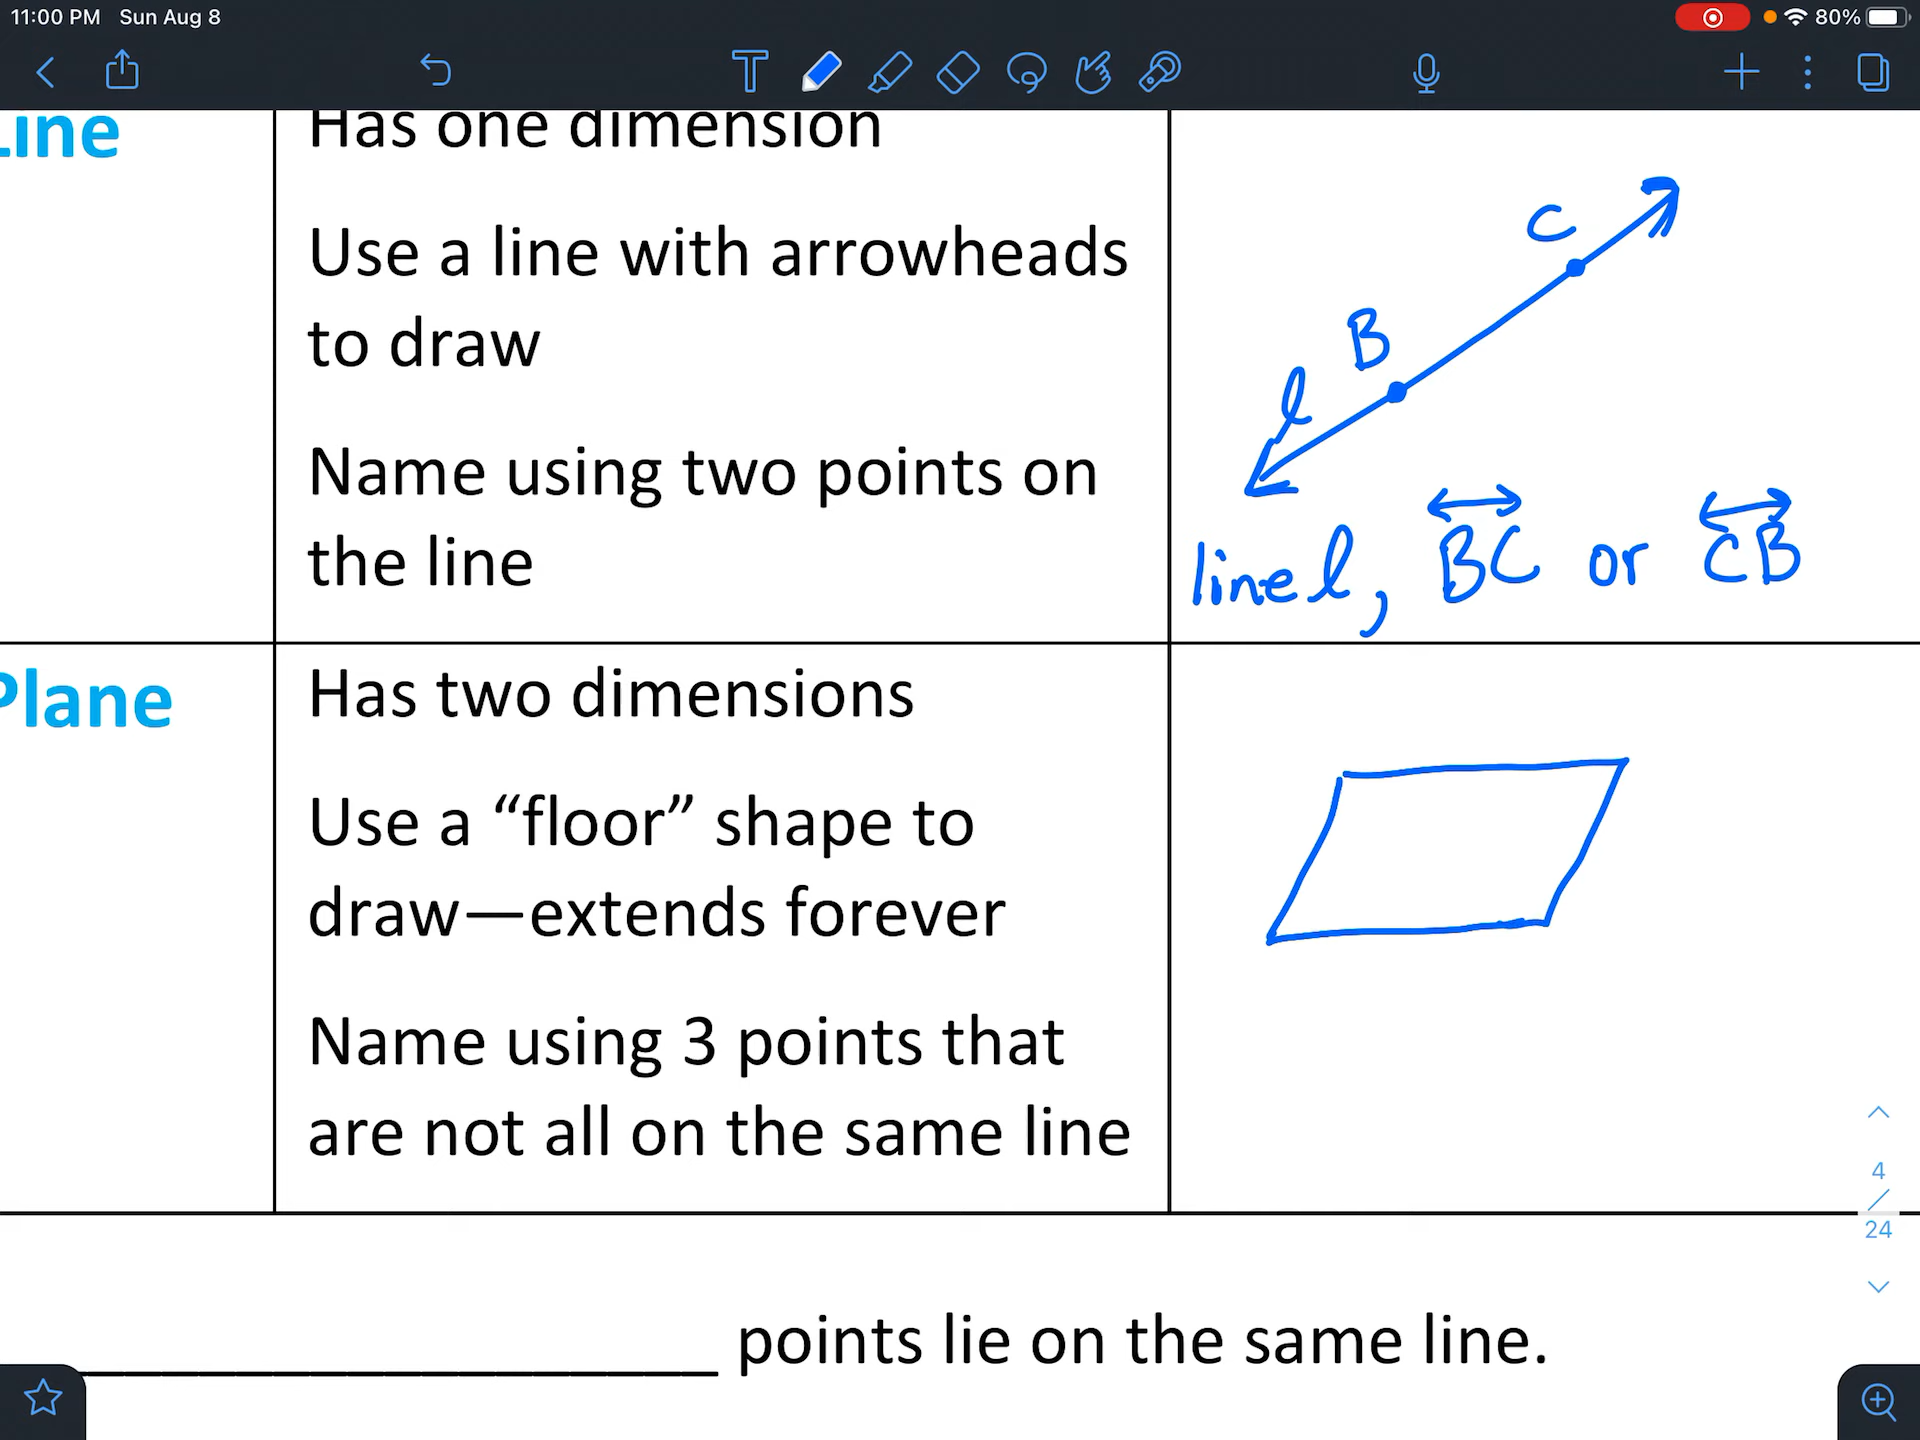 11:00 PM Sun Aug 8
80%
Line
Has one dimension
Use a line with arrowheads
to draw
Name using two points on
the line
C
B
l
line l, BC or CB
Plane
Has two dimensions
Use a “floor” shape to
draw—extends forever
Name using 3 points that
are not all on the same line
4
/
24
____________________ points lie on the same line.